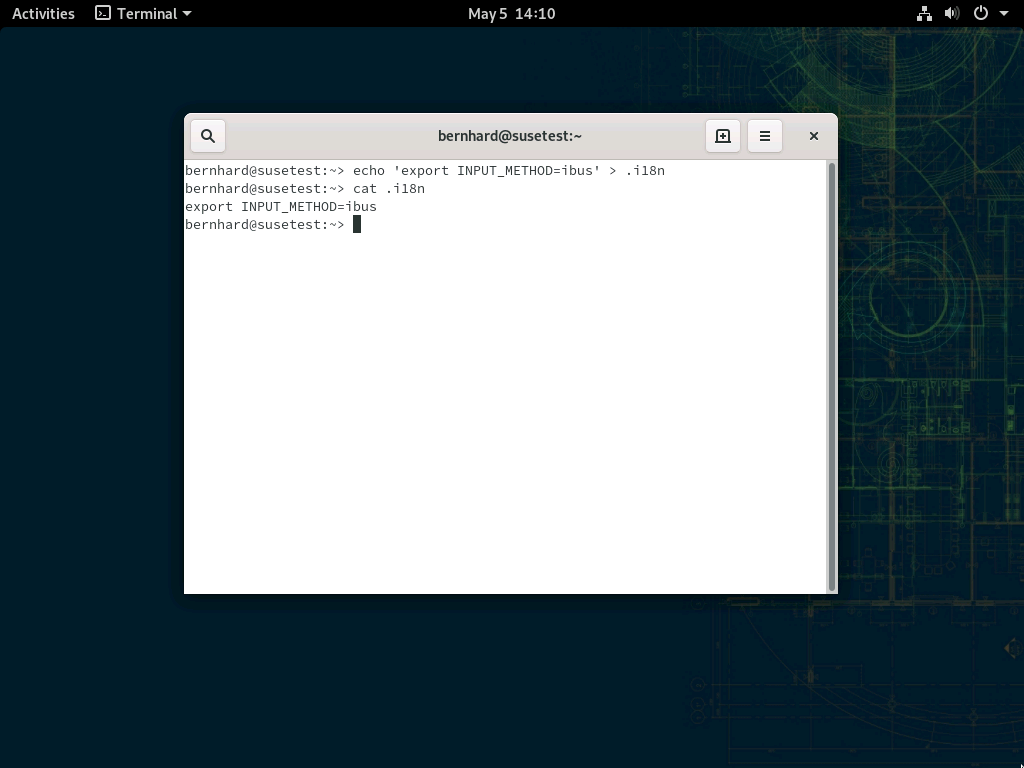 Activities Terminal May 5 14:10
bernhard@susetest:~
bernhard@susetest:~> echo 'export INPUT_METHOD=ibus' > .i18n
bernhard@susetest:~> cat .i18n
export INPUT_METHOD=ibus
bernhard@susetest:~>